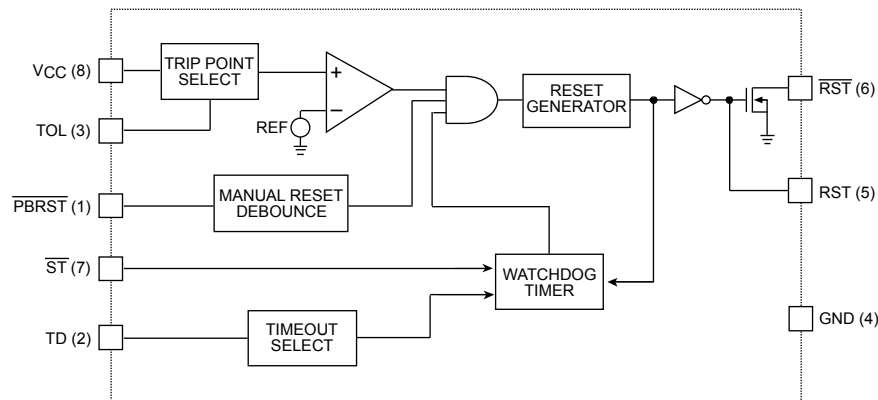 VCC (8)
TRIP POINT
SELECT
+
−
REF
TOL (3)
RESET
GENERATOR
RST (6)
PBRST (1)
MANUAL RESET
DEBOUNCE
RST
(5)
ST (7)
WATCHDOG
TIMER
TD (2)
TIMEOUT
SELECT
GND (4)